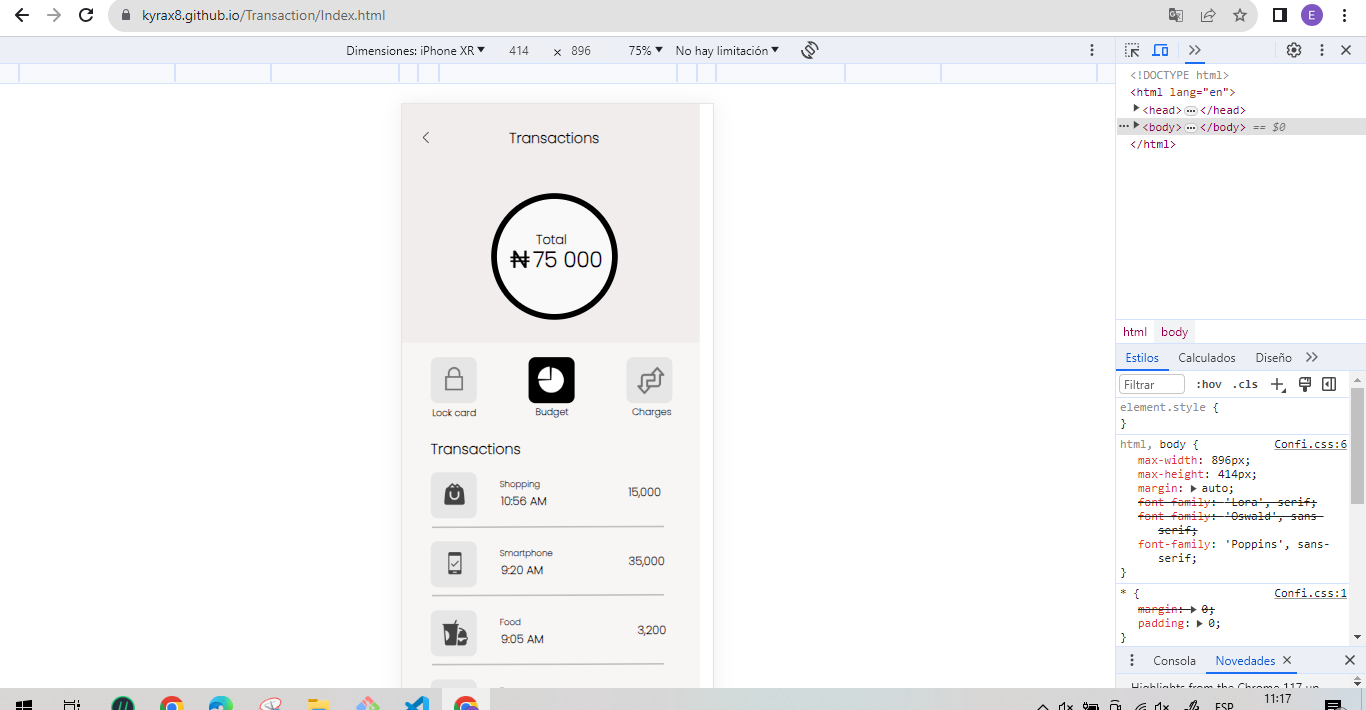 kyrax8.github.io/Transaction/Index.html
E
Dimensiones: iPhone XR 414 × 896 75% No hay limitación
Transactions
Total
₦75 000
Lock card Budget Charges
Transactions
Shopping
10:56 AM 15,000
Smartphone
9:20 AM 35,000
Food
9:05 AM 3,200
<!DOCTYPE html>
<html lang="en">
<head> ••• </head>
••• <body> ••• </body> == $0
</html>
html body
Estilos Calculados Diseño
Filtrar :hov .cls
element.style {
}
html, body { Confi.css:6
max-width: 896px;
max-height: 414px;
margin: auto;
font-family: 'Lora', serif;
font-family: 'Oswald', sans-
serif;
font-family: 'Poppins', sans-
serif;
}
* { Confi.css:1
margin: 0;
padding: 0;
}
Consola Novedades
Highlights from the Chrome 117 up
ESP 11:17